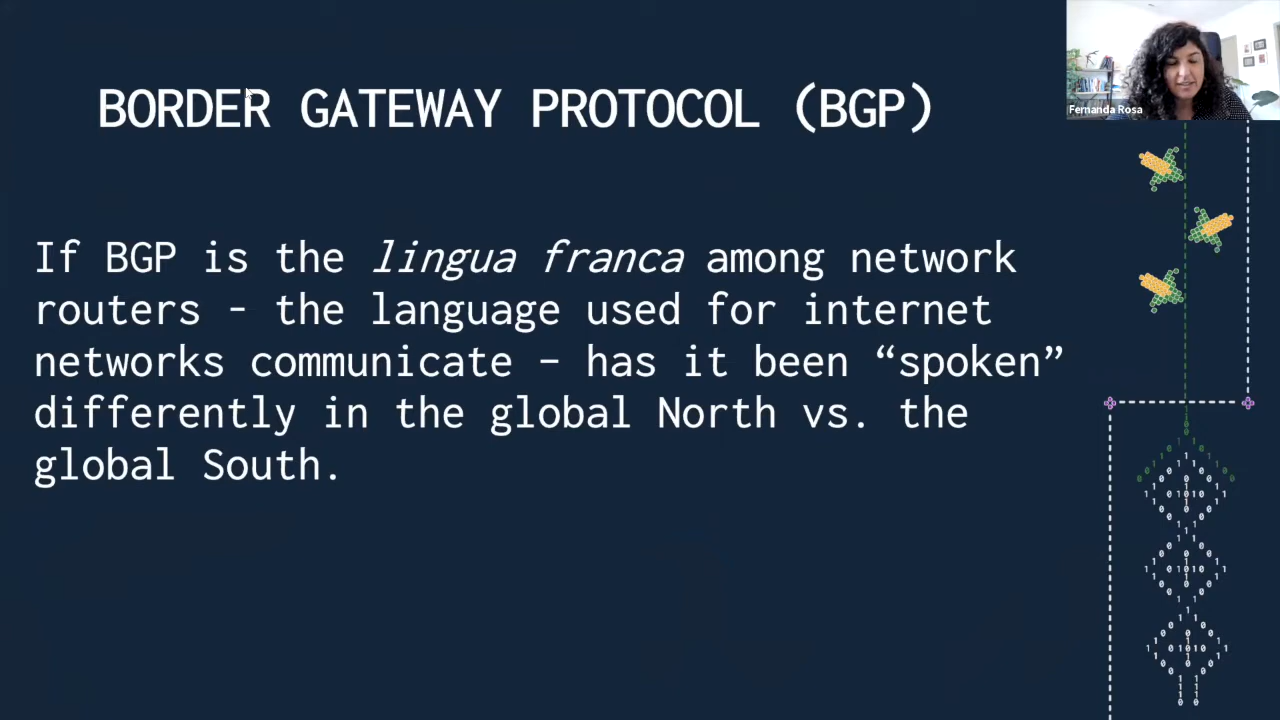 BORDER GATEWAY PROTOCOL (BGP)
Fernanda Rosa
If BGP is the lingua franca among network
routers - the language used for internet
networks communicate – has it been “spoken”
differently in the global North vs. the
global South.